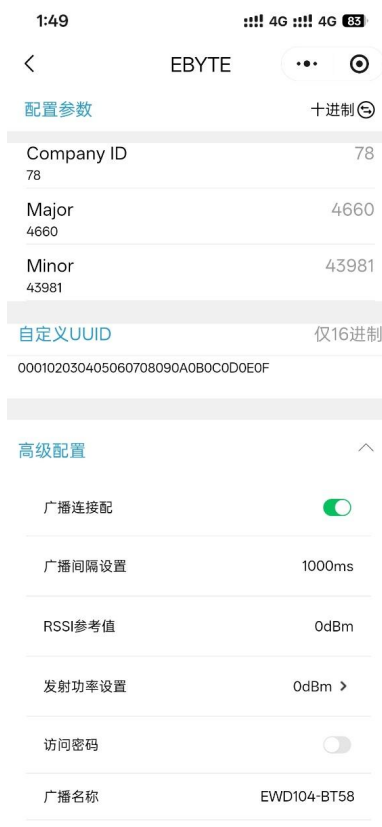 1:49
4G 4G 83
EBYTE
配置参数 十进制
Company ID 78
78
Major 4660
4660
Minor 43981
43981
自定义UUID 仅16进制
000102030405060708090A0B0C0D0E0F
高级配置
广播连接配
广播间隔设置 1000ms
RSSI参考值 0dBm
发射功率设置 0dBm
访问密码
广播名称 EWD104-BT58